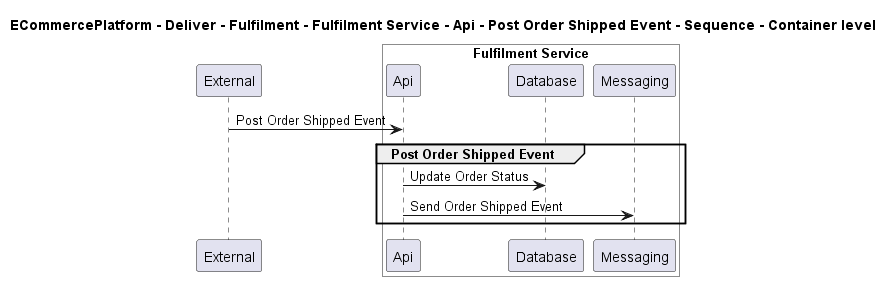 ECommercePlatform - Deliver - Fulfilment - Fulfilment Service - Api - Post Order Shipped Event - Sequence - Container level
Fulfilment Service
External
Api
Database
Messaging
Post Order Shipped Event
Post Order Shipped Event
Update Order Status
Send Order Shipped Event
External
Api
Database
Messaging